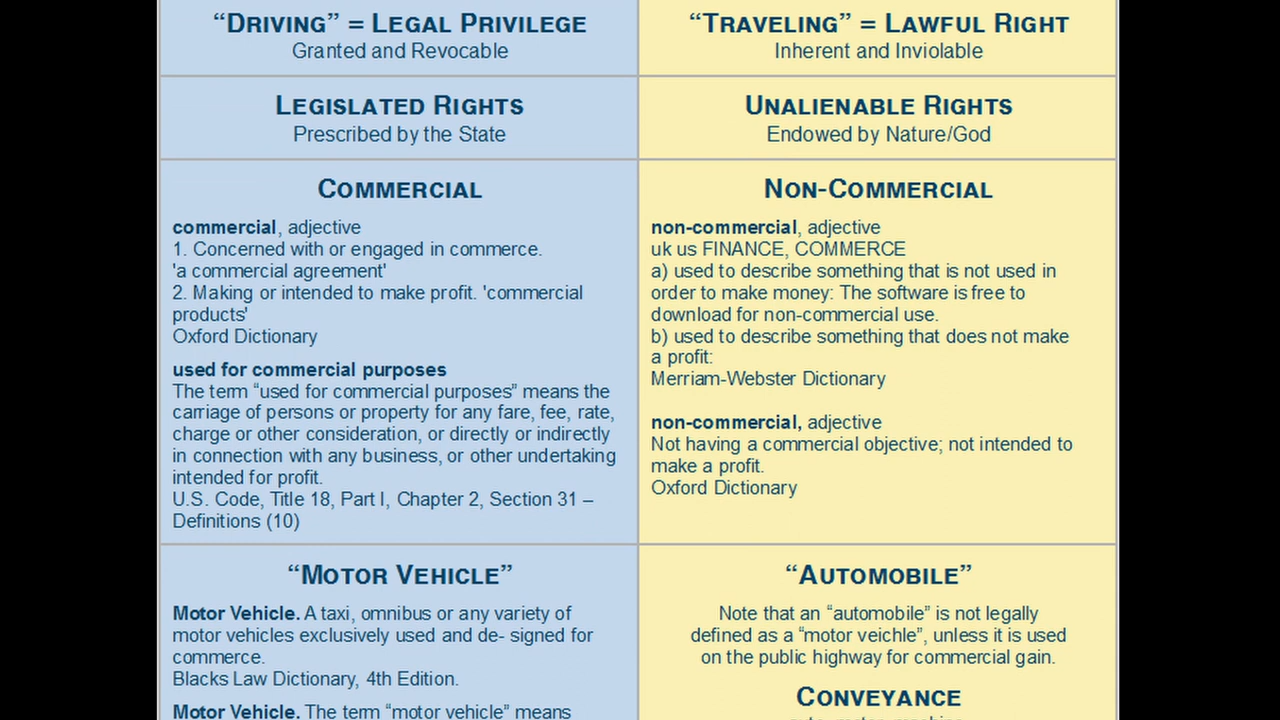 “DRIVING” = LEGAL PRIVILEGE
Granted and Revocable
“TRAVELING” = LAWFUL RIGHT
Inherent and Inviolable
LEGISLATED RIGHTS
Prescribed by the State
UNALIENABLE RIGHTS
Endowed by Nature/God
COMMERCIAL
commercial, adjective
1. Concerned with or engaged in commerce.
'a commercial agreement'
2. Making or intended to make profit. 'commercial
products'
Oxford Dictionary
used for commercial purposes
The term “used for commercial purposes” means the
carriage of persons or property for any fare, fee, rate,
charge or other consideration, or directly or indirectly
in connection with any business, or other undertaking
intended for profit.
U.S. Code, Title 18, Part I, Chapter 2, Section 31 –
Definitions (10)
NON-COMMERCIAL
non-commercial, adjective
uk us FINANCE, COMMERCE
a) used to describe something that is not used in
order to make money: The software is free to
download for non-commercial use.
b) used to describe something that does not make
a profit:
Merriam-Webster Dictionary
non-commercial, adjective
Not having a commercial objective; not intended to
make a profit.
Oxford Dictionary
“MOTOR VEHICLE”
Motor Vehicle. A taxi, omnibus or any variety of
motor vehicles exclusively used and de- signed for
commerce.
Blacks Law Dictionary, 4th Edition.
Motor Vehicle. The term “motor vehicle” means
“AUTOMOBILE”
Note that an “automobile” is not legally
defined as a “motor veichle”, unless it is used
on the public highway for commercial gain.
CONVEYANCE